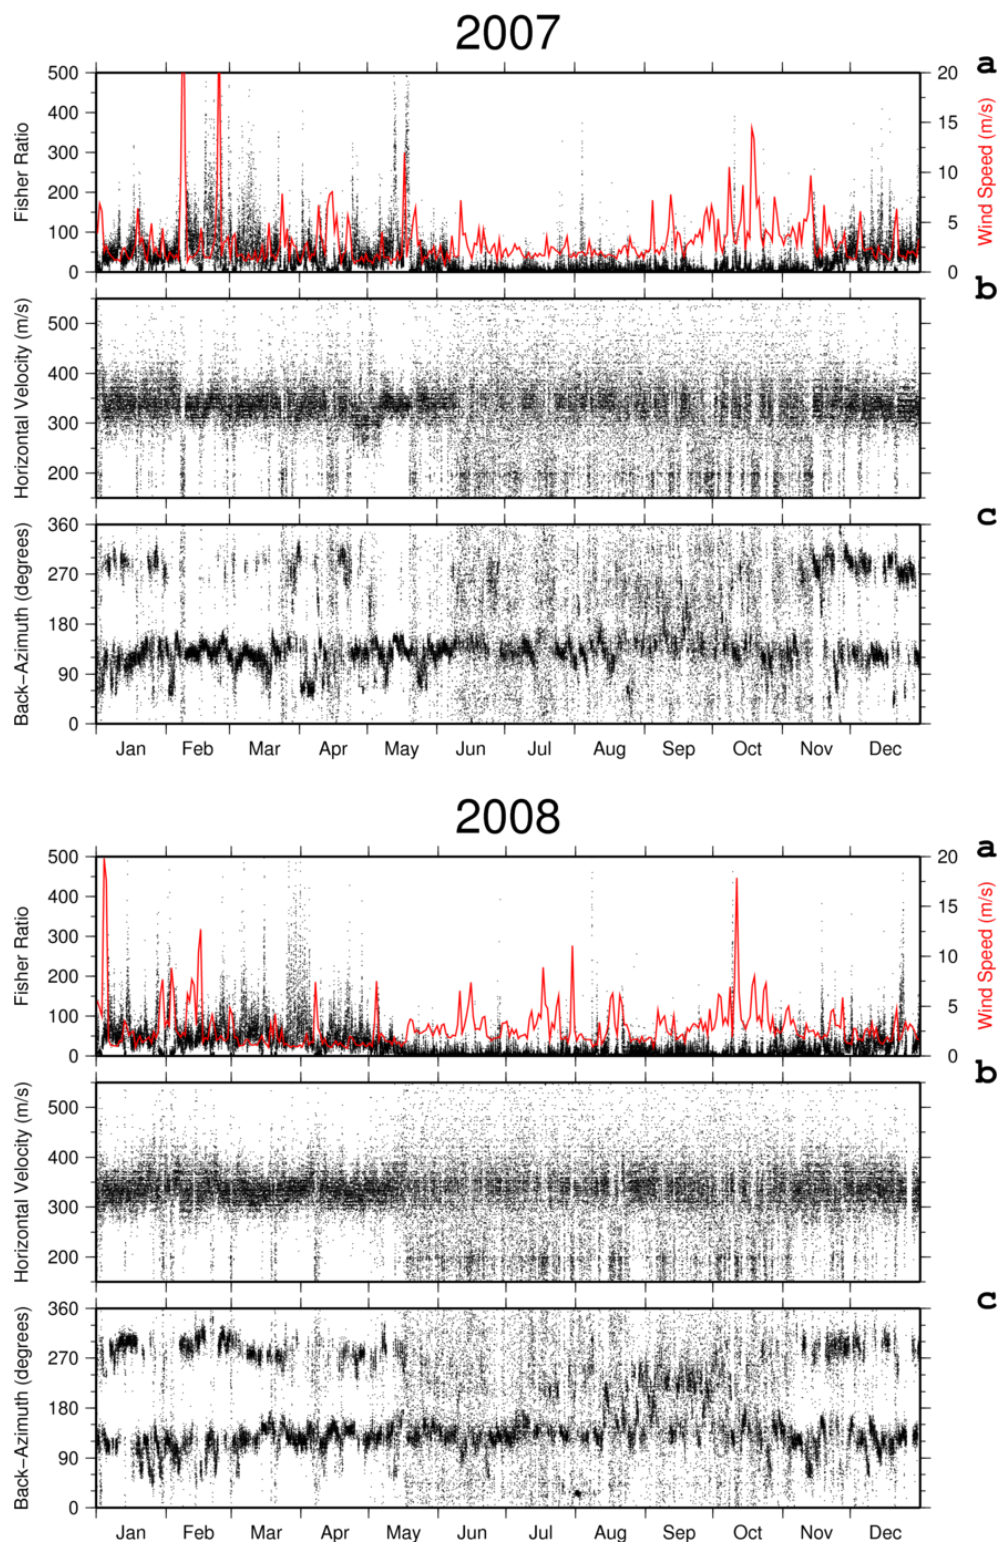 2007
a
500
400
300
200
100
0
Fisher Ratio
20
15
10
5
0
Wind Speed (m/s)
b
500
400
300
200
Horizontal Velocity (m/s)
c
360
270
180
90
0
Back-Azimuth (degrees)
Jan Feb Mar Apr May Jun Jul Aug Sep Oct Nov Dec
2008
a
500
400
300
200
100
0
Fisher Ratio
20
15
10
5
0
Wind Speed (m/s)
b
500
400
300
200
Horizontal Velocity (m/s)
c
360
270
180
90
0
Back-Azimuth (degrees)
Jan Feb Mar Apr May Jun Jul Aug Sep Oct Nov Dec